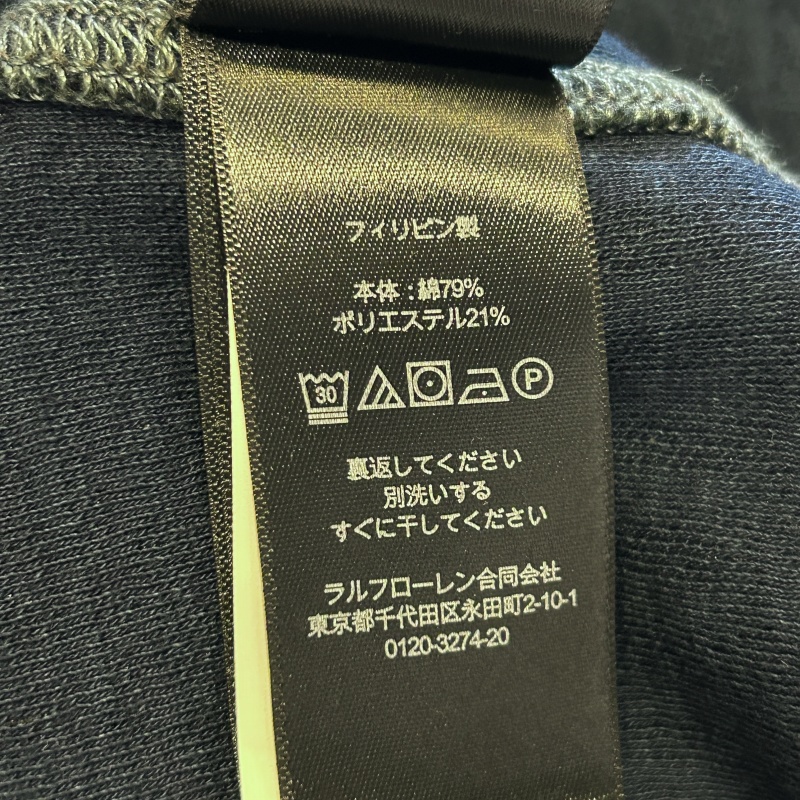 フィリピン製
本体：綿79%
ポリエステル21%
30
P
裏返してください
別洗いする
すぐに干してください
ラルフローレン合同会社
東京都千代田区永田町2-10-1
0120-3274-20